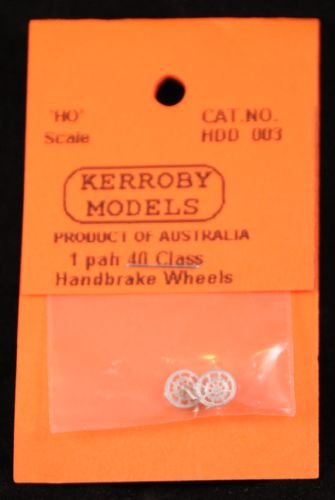 "HO"
Scale
CAT.NO.
HDD 003
KERROBY
MODELS
PRODUCT OF AUSTRALIA
1 pair 40 Class
Handbrake Wheels